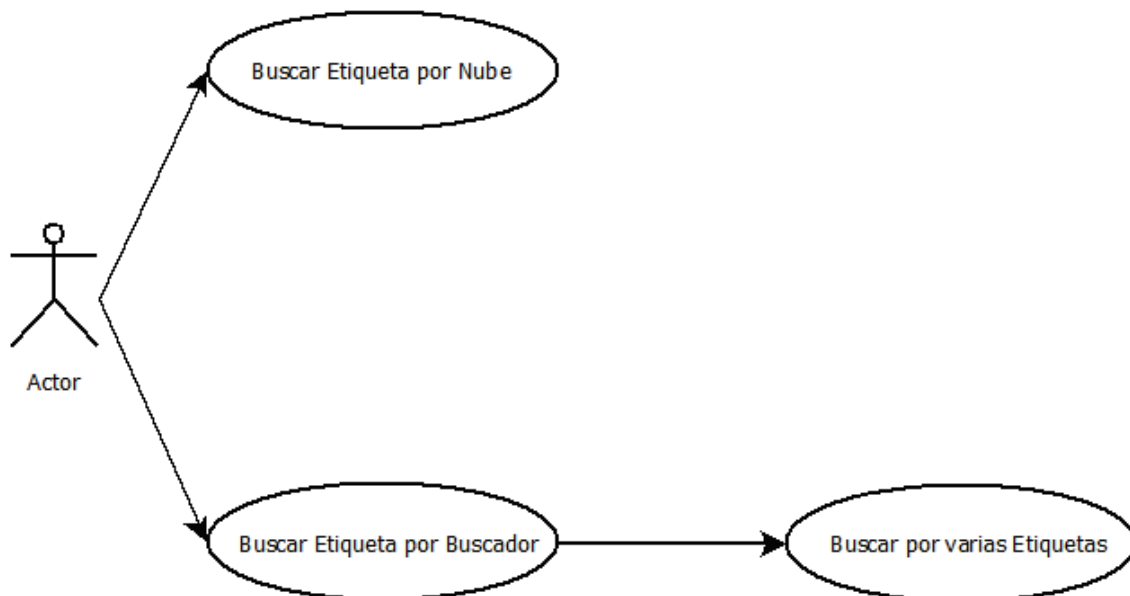 Buscar Etiqueta por Nube
Actor
Buscar Etiqueta por Buscador
Buscar por varias Etiquetas